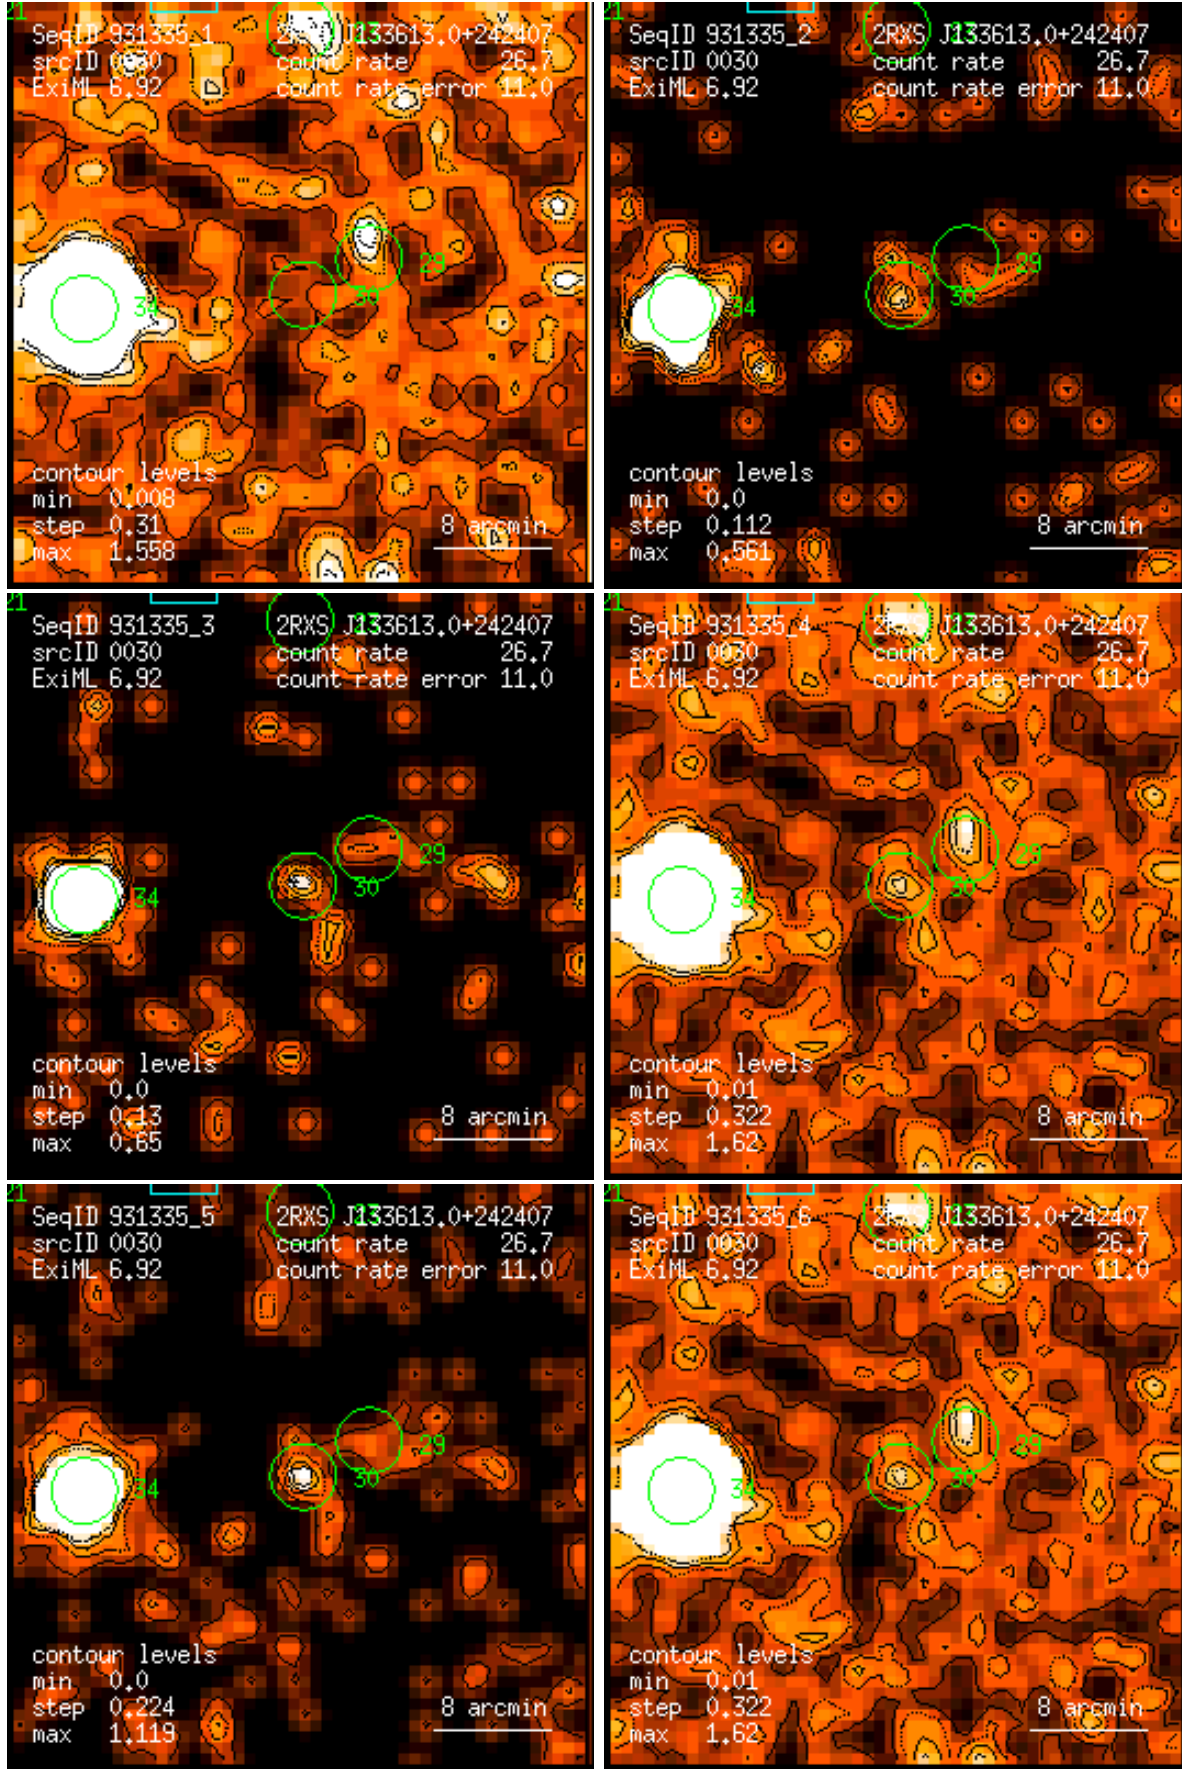 21
SeqID 931335_1 2RXS J133613.0+242407
srcID 0030 count rate 26.7
ExiML 6.92 count rate error 11.0
29
30
34
contour levels
min 0.008
step 0.31
max 1.558
8 arcmin
21
SeqID 931335_2 2RXS J133613.0+242407
srcID 0030 count rate 26.7
ExiML 6.92 count rate error 11.0
29
30
34
contour levels
min 0.0
step 0.112
max 0.561
8 arcmin
21
SeqID 931335_3 2RXS J133613.0+242407
srcID 0030 count rate 26.7
ExiML 6.92 count rate error 11.0
29
30
34
contour levels
min 0.0
step 0.13
max 0.65
8 arcmin
21
SeqID 931335_4 2RXS J133613.0+242407
srcID 0030 count rate 26.7
ExiML 6.92 count rate error 11.0
29
30
34
contour levels
min 0.01
step 0.322
max 1.62
8 arcmin
21
SeqID 931335_5 2RXS J133613.0+242407
srcID 0030 count rate 26.7
ExiML 6.92 count rate error 11.0
29
30
34
contour levels
min 0.0
step 0.224
max 1.119
8 arcmin
21
SeqID 931335_6 2RXS J133613.0+242407
srcID 0030 count rate 26.7
ExiML 6.92 count rate error 11.0
29
30
34
contour levels
min 0.01
step 0.322
max 1.62
8 arcmin